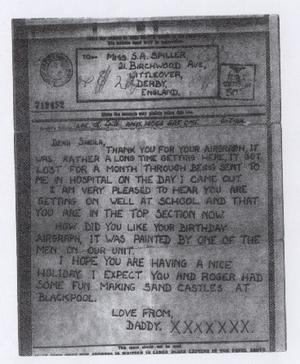 TO:- MISS S.A. SPILLER,
21 BIRCHWOOD AVE,
LITTLEOVER,
DERBY,
ENGLAND.
DEAR SHEILA,
THANK YOU FOR YOUR AIRGRAPH, IT
WAS RATHER A LONG TIME GETTING HERE, IT GOT
LOST FOR A MONTH THROUGH BEING SENT TO
ME IN HOSPITAL ON THE DAY I CAME OUT
I AM VERY PLEASED TO HEAR YOU ARE
GETTING ON WELL AT SCHOOL AND THAT
YOU ARE IN THE TOP SECTION NOW
HOW DID YOU LIKE YOUR BIRTHDAY
AIRGRAPH, IT WAS PAINTED BY ONE OF THE
MEN ON OUR UNIT.
I HOPE YOU ARE HAVING A NICE
HOLIDAY I EXPECT YOU AND ROGER HAD
SOME FUN MAKING SAND CASTLES AT
BLACKPOOL.
LOVE FROM,
DADDY. XXXXXXX.